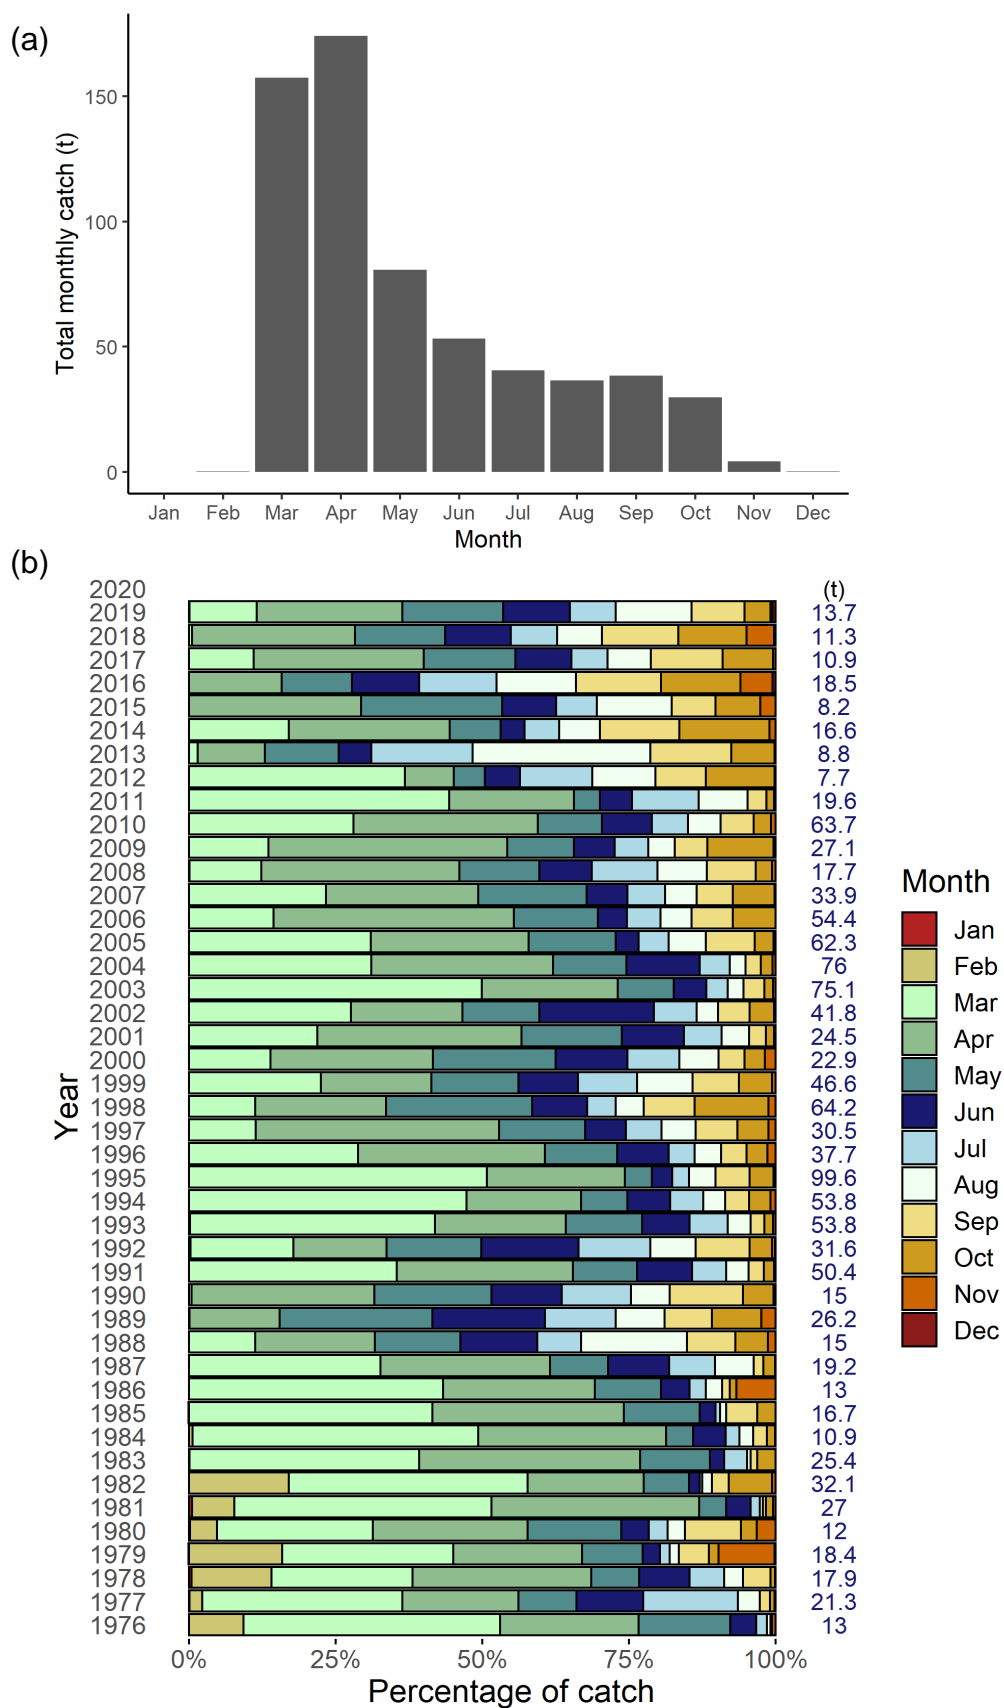 (a)
Total monthly catch (t)
150
100
50
0
Jan Feb Mar Apr May Jun Jul Aug Sep Oct Nov Dec
Month
(b)
2020 (t)
2019 13.7
2018 11.3
2017 10.9
2016 18.5
2015 8.2
2014 16.6
2013 8.8
2012 7.7
2011 19.6
2010 63.7
2009 27.1
2008 17.7
2007 33.9
2006 54.4
2005 62.3
2004 76
2003 75.1
2002 41.8
2001 24.5
2000 22.9
1999 46.6
1998 64.2
1997 30.5
1996 37.7
1995 99.6
1994 53.8
1993 53.8
1992 31.6
1991 50.4
1990 15
1989 26.2
1988 15
1987 19.2
1986 13
1985 16.7
1984 10.9
1983 25.4
1982 32.1
1981 27
1980 12
1979 18.4
1978 17.9
1977 21.3
1976 13
Year
0% 25% 50% 75% 100%
Percentage of catch
Month
Jan
Feb
Mar
Apr
May
Jun
Jul
Aug
Sep
Oct
Nov
Dec